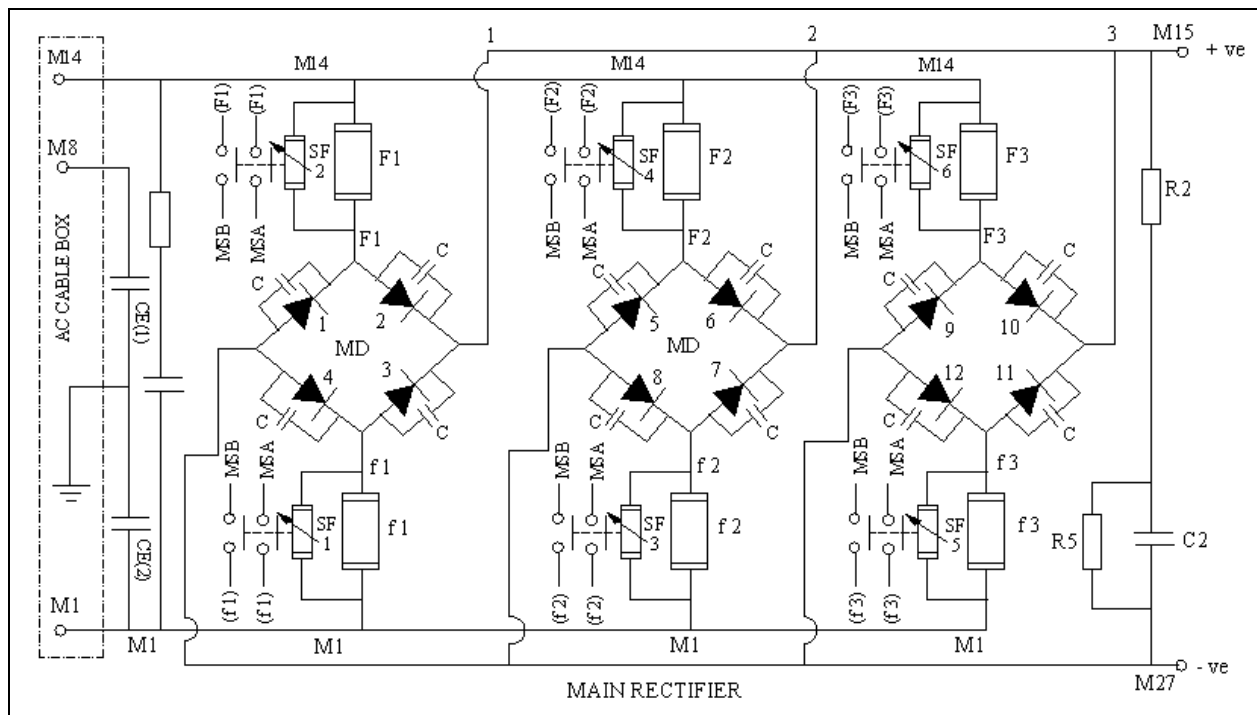 1 2 3 M15
+ ve
M14 M14 M14 M14
(F1) (F1) (F2) (F2) (F3) (F3)
M8
SF 2 F1 SF 4 F2 SF 6 F3
R2
MSB MSA MSB MSA MSB MSA
F1 F2 F3
C C C C C C
AC CABLE BOX
CE(1)
1 2 5 6 9 10
MD MD
4 3 8 7 12 11
C C C C C C
MSB MSA MSB MSA MSB MSA
f1 f2 f3
CE(2)
SF 1 f1 SF 3 f2 SF 5 f3
R5 C2
(f1) (f1) (f2) (f2) (f3) (f3)
M1
M1 M1 M1 M1
- ve
MAIN RECTIFIER
M27